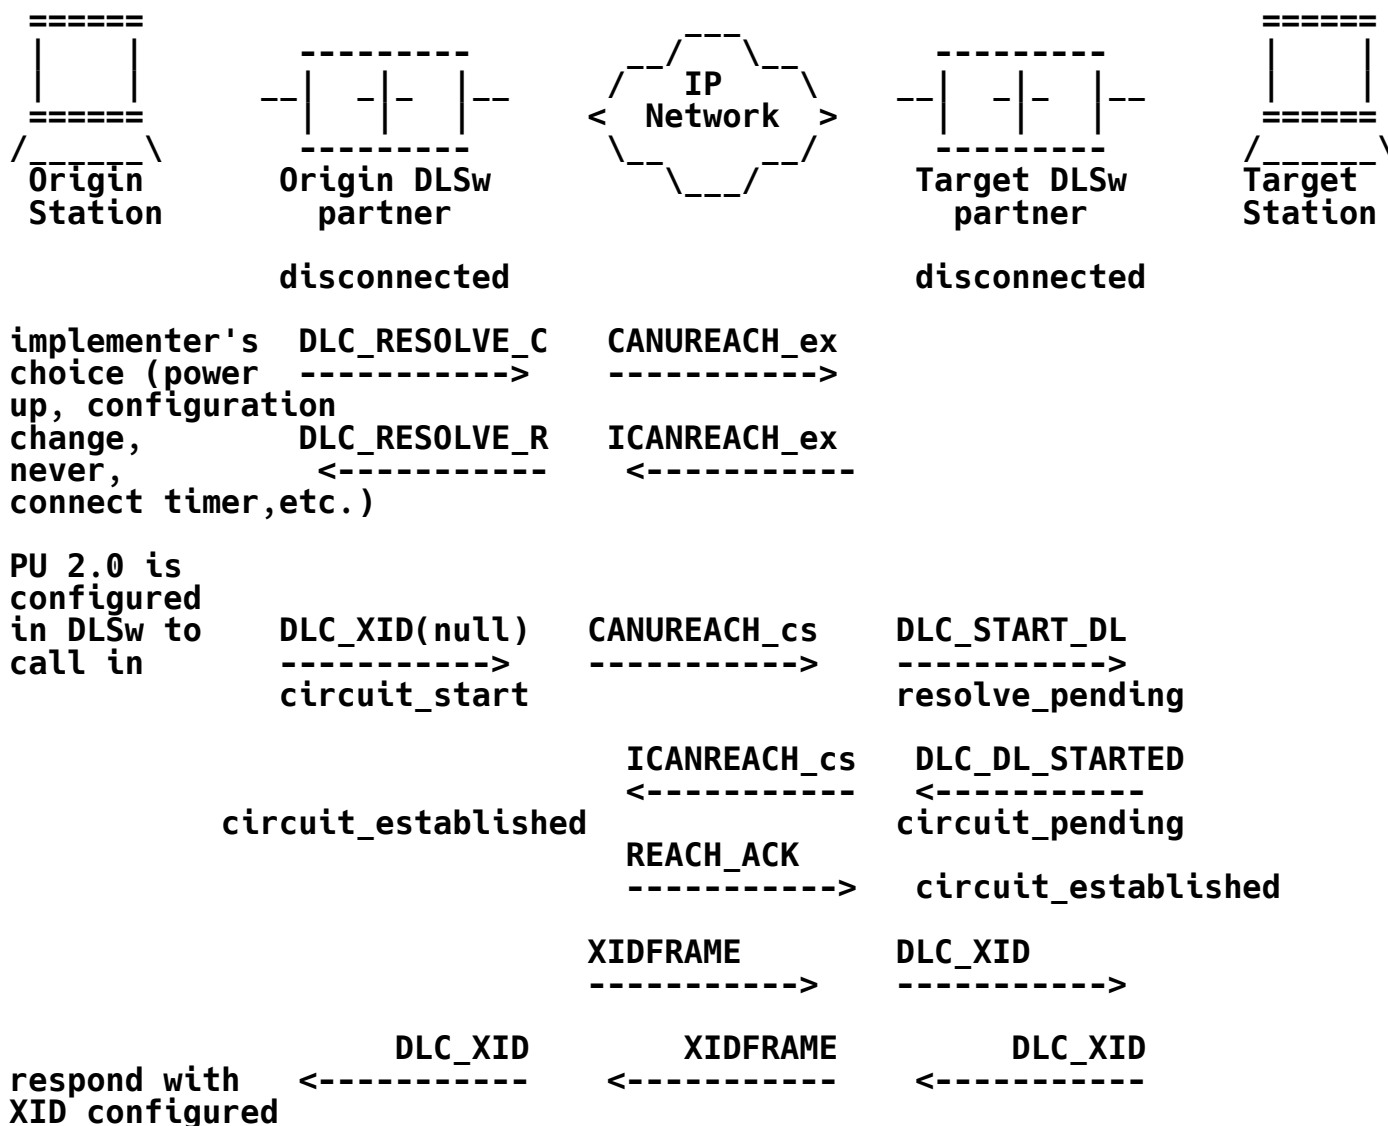 IP
Network
Origin Origin DLSw Target DLSw Target
Station partner partner Station
disconnected disconnected
implementer's DLC_RESOLVE_C CANUREACH_ex
choice (power -----------> ----------->
up, configuration
change, DLC_RESOLVE_R ICANREACH_ex
never, <----------- <-----------
connect timer,etc.)
PU 2.0 is
configured
in DLSw to DLC_XID(null) CANUREACH_cs DLC_START_DL
call in -----------> -----------> ----------->
circuit_start resolve_pending
ICANREACH_cs DLC_DL_STARTED
<----------- <-----------
circuit_established circuit_pending
REACH_ACK
-----------> circuit_established
XIDFRAME DLC_XID
-----------> ----------->
DLC_XID XIDFRAME DLC_XID
respond with <----------- <----------- <-----------
XID configured